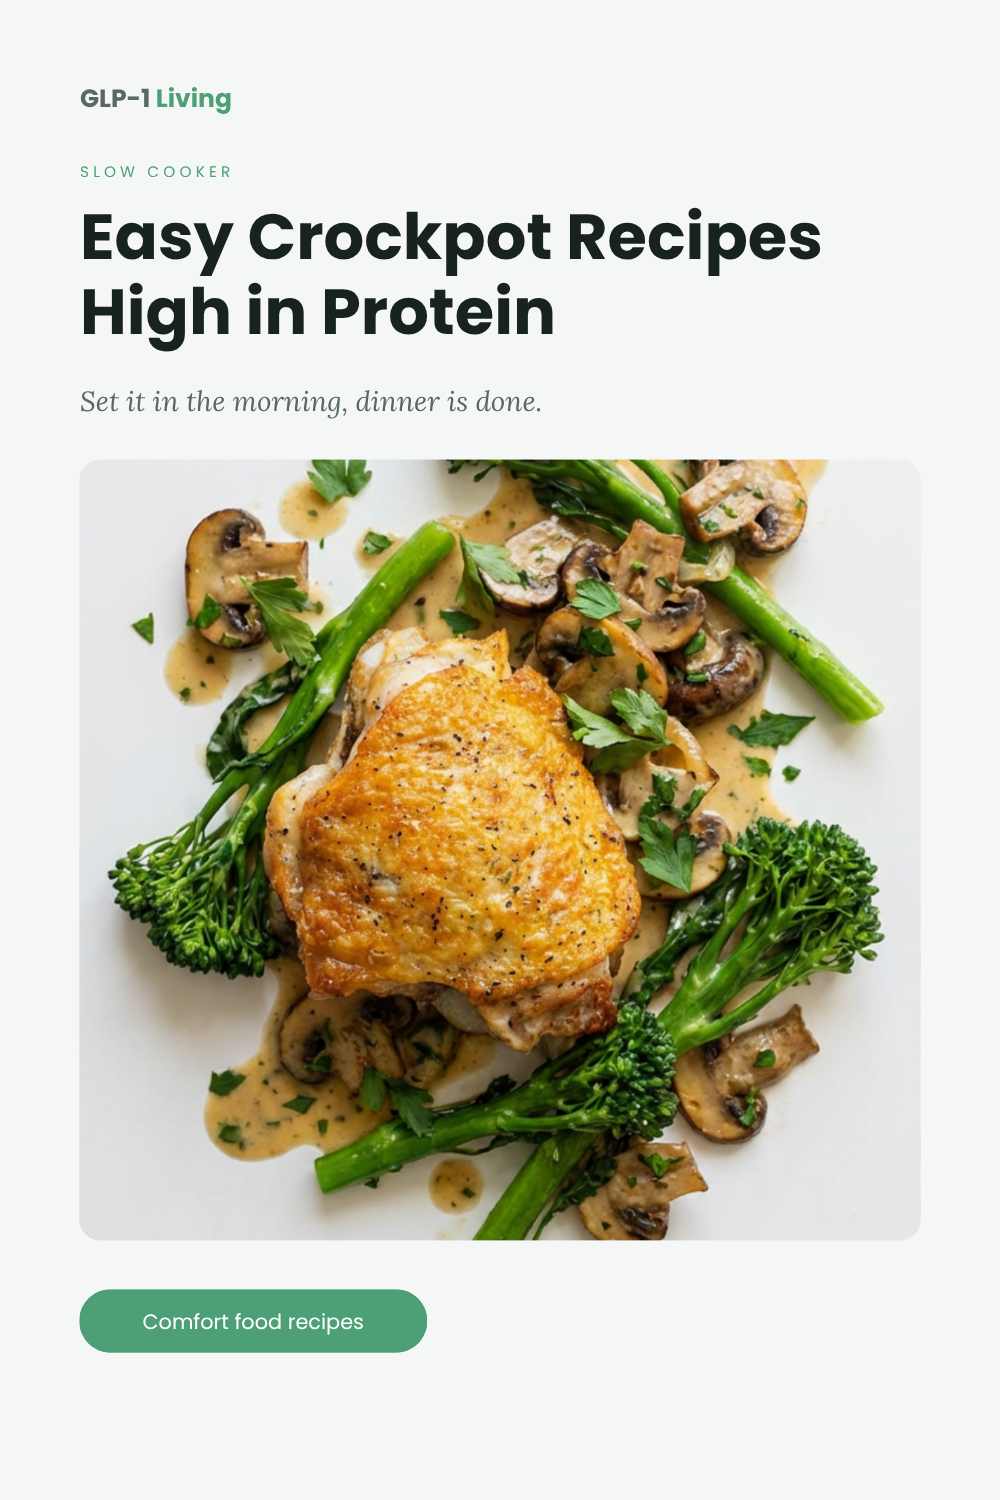 GLP-1 Living
SLOW COOKER
Easy Crockpot Recipes
High in Protein
Set it in the morning, dinner is done.
Comfort food recipes